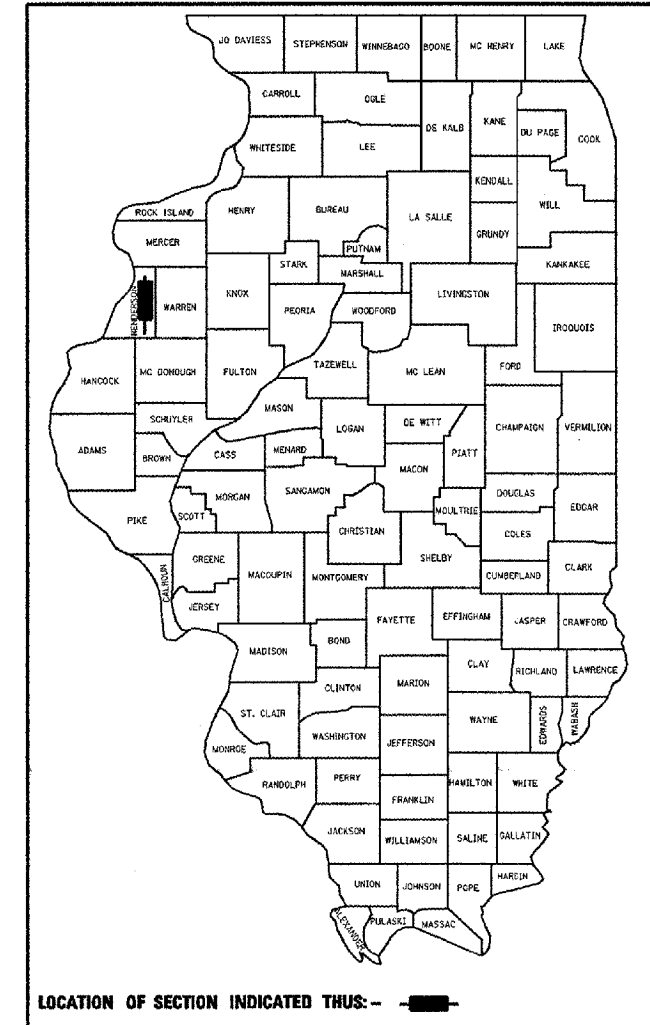 JO DAVIESS STEPHENSON WINNEBAGO BOONE MC HENRY LAKE
CARROLL OGLE DE KALB KANE DU PAGE COOK
WHITESIDE LEE
KENDALL WILL
ROCK ISLAND HENRY BUREAU LA SALLE GRUNDY
MERCER PUTNAM
STARK MARSHALL KANKAKEE
HENDERSON WARREN KNOX PEORIA WOODFORD LIVINGSTON IROQUOIS
HANCOCK MC DONOUGH FULTON TAZEWELL MC LEAN FORD
MASON
SCHUYLER LOGAN DE WITT CHAMPAIGN VERMILION
ADAMS BROWN CASS MENARD PIATT
MACON
MORGAN SANGAMON DOUGLAS EDGAR
PIKE SCOTT CHRISTIAN MOULTRIE COLES
GREENE MACOUPIN MONTGOMERY SHELBY CUMBERLAND CLARK
CALHOUN JERSEY FAYETTE EFFINGHAM JASPER CRAWFORD
MADISON BOND
CLAY RICHLAND LAWRENCE
CLINTON MARION
ST. CLAIR WAYNE EDWARDS WABASH
MONROE WASHINGTON JEFFERSON
RANDOLPH PERRY HAMILTON WHITE
FRANKLIN
JACKSON WILLIAMSON SALINE GALLATIN
UNION JOHNSON POPE HARDIN
ALEXANDER PULASKI MASSAC
LOCATION OF SECTION INDICATED THUS:-